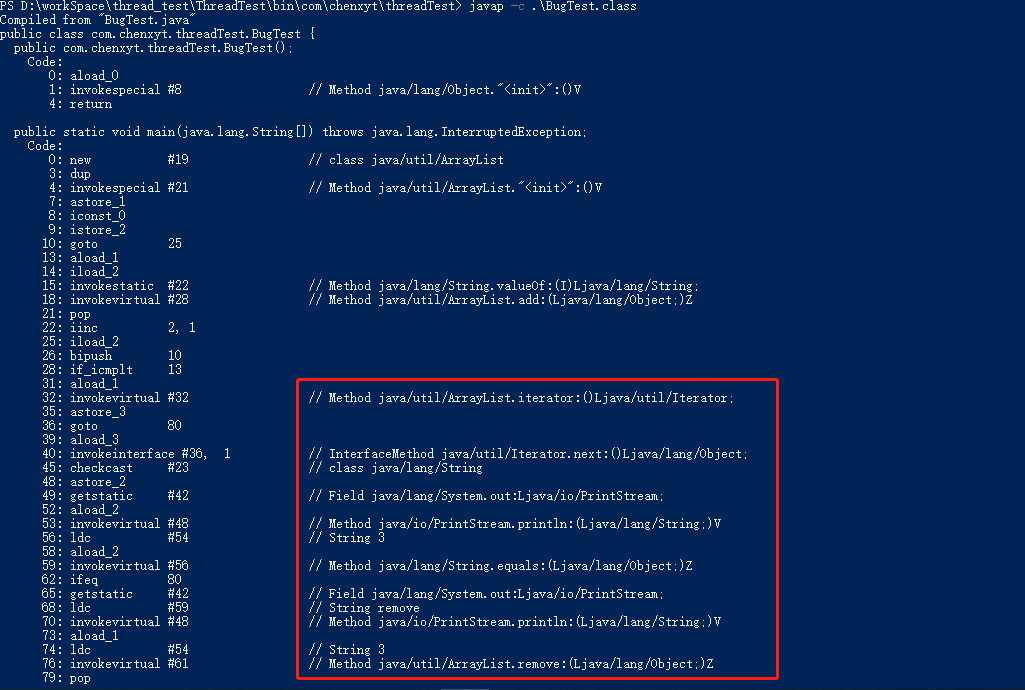 PS D:\workSpace\thread_test\ThreadTest\bin\com\chenxyt\threadTest> javap -c .\BugTest.class
Compiled from "BugTest.java"
public class com.chenxyt.threadTest.BugTest {
  public com.chenxyt.threadTest.BugTest();
    Code:
       0: aload_0
       1: invokespecial #8                  // Method java/lang/Object."<init>":()V
       4: return

  public static void main(java.lang.String[]) throws java.lang.InterruptedException;
    Code:
       0: new           #19                 // class java/util/ArrayList
       3: dup
       4: invokespecial #21                 // Method java/util/ArrayList."<init>":()V
       7: astore_1
       8: iconst_0
       9: istore_2
      10: goto          25
      13: aload_1
      14: iload_2
      15: invokestatic  #22                 // Method java/lang/String.valueOf:(I)Ljava/lang/String;
      18: invokevirtual #28                 // Method java/util/ArrayList.add:(Ljava/lang/Object;)Z
      21: pop
      22: iinc          2, 1
      25: iload_2
      26: bipush        10
      28: if_icmplt     13
      31: aload_1
      32: invokevirtual #32                 // Method java/util/ArrayList.iterator:()Ljava/util/Iterator;
      35: astore_3
      36: goto          80
      39: aload_3
      40: invokeinterface #36,  1           // InterfaceMethod java/util/Iterator.next:()Ljava/lang/Object;
      45: checkcast     #23                 // class java/lang/String
      48: astore_2
      49: getstatic     #42                 // Field java/lang/System.out:Ljava/io/PrintStream;
      52: aload_2
      53: invokevirtual #48                 // Method java/io/PrintStream.println:(Ljava/lang/String;)V
      56: ldc           #54                 // String 3
      58: aload_2
      59: invokevirtual #56                 // Method java/lang/String.equals:(Ljava/lang/Object;)Z
      62: ifeq          80
      65: getstatic     #42                 // Field java/lang/System.out:Ljava/io/PrintStream;
      68: ldc           #59                 // String remove
      70: invokevirtual #48                 // Method java/io/PrintStream.println:(Ljava/lang/String;)V
      73: aload_1
      74: ldc           #54                 // String 3
      76: invokevirtual #61                 // Method java/util/ArrayList.remove:(Ljava/lang/Object;)Z
      79: pop